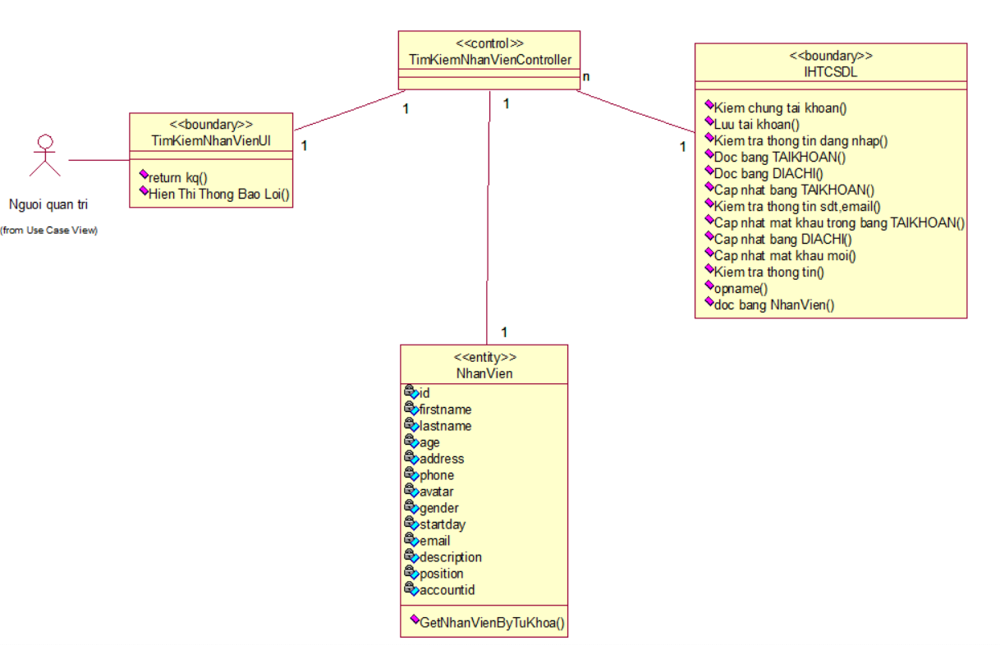 <<control>>
TimKiemNhanVienController
n
1
1
<<boundary>>
TimKiemNhanVienUI
return kq()
Hien Thi Thong Bao Loi()
1
Nguoi quan tri
(from Use Case View)
<<boundary>>
IHTCSDL
Kiem chung tai khoan()
Luu tai khoan()
Kiem tra thong tin dang nhap()
Doc bang TAIKHOAN()
Doc bang DIACHI()
Cap nhat bang TAIKHOAN()
Kiem tra thong tin sdt,email()
Cap nhat mat khau trong bang TAIKHOAN()
Cap nhat bang DIACHI()
Cap nhat mat khau moi()
Kiem tra thong tin()
opname()
doc bang NhanVien()
1
1
<<entity>>
NhanVien
id
firstname
lastname
age
address
phone
avatar
gender
startday
email
description
position
accountid
GetNhanVienByTuKhoa()